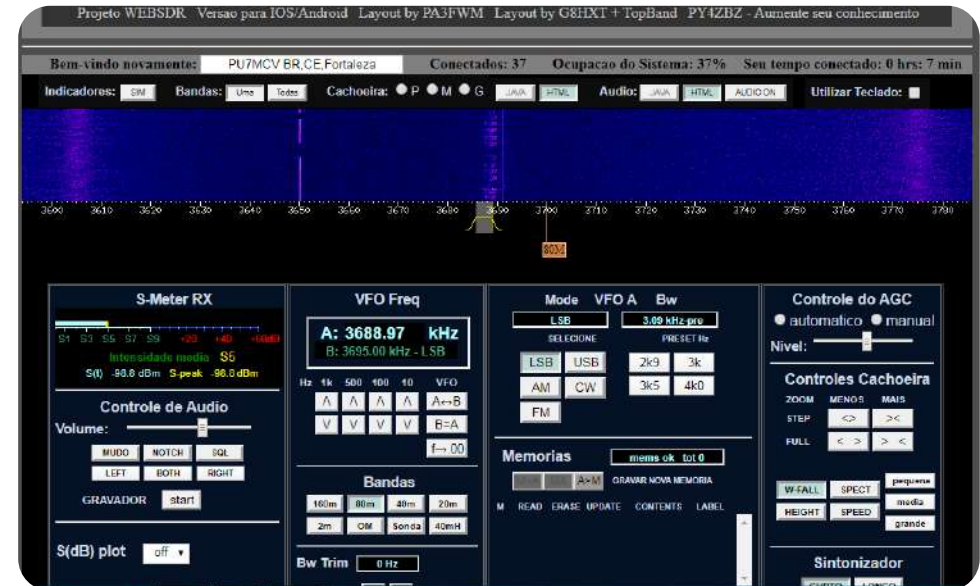 Projeto WEBSDR Versao para IOS/Android Layout by PA3FWM Layout by G8HXT + TopBand PY4ZBZ - Aumente seu conhecimento
Bem-vindo novamente: PU7MCV BR,CE,Fortaleza Conectados: 37 Ocupacao do Sistema: 37% Seu tempo conectado: 0 hrs: 7 min
Indicadores: SIM Bandas: Uma Todas Cachoeira: P M G JAVA HTML Audio: JAVA HTML AUDIO ON Utilizar Teclado:
3600 3610 3620 3630 3640 3650 3660 3670 3680 3690 3700 3710 3720 3730 3740 3750 3760 3770 3780
80M
S-Meter RX
S1 S3 S5 S7 S9 +20 +40 +60dB
Intensidade media S5
S(t) -98.8 dBm S-peak -98.8 dBm
Controle de Audio
Volume:
MUDO NOTCH SQL
LEFT BOTH RIGHT
GRAVADOR start
S(dB) plot off
VFO Freq
A: 3688.97 kHz
B: 3695.00 kHz - LSB
Hz 1k 500 100 10 VFO
Λ Λ Λ Λ A↔B
V V V V B=A
f→00
Bandas
160m 80m 40m 20m
2m OM Sonda 40mH
Bw Trim 0 Hz
Mode VFO A Bw
LSB 3.09 kHz-pre
SELECIONE PRESET Hz
LSB USB 2k9 3k
AM CW 3k5 4k0
FM
Memorias mems ok tot 0
A>M GRAVAR NOVA MEMORIA
M READ ERASE UPDATE CONTENTS LABEL
Controle do AGC
automatico manual
Nivel:
Controles Cachoeira
ZOOM MENOS MAIS
STEP <> ><
FULL < > > <
W-FALL SPECT pequena
HEIGHT SPEED media
grande
Sintonizador
CURTO LONGO